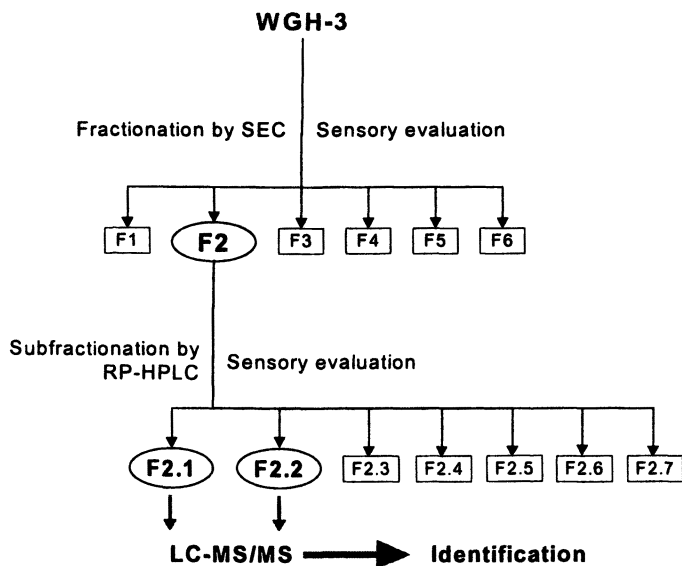 WGH-3
Fractionation by SEC Sensory evaluation
F1 F2 F3 F4 F5 F6
Subfractionation by
RP-HPLC Sensory evaluation
F2.1 F2.2 F2.3 F2.4 F2.5 F2.6 F2.7
LC-MS/MS Identification